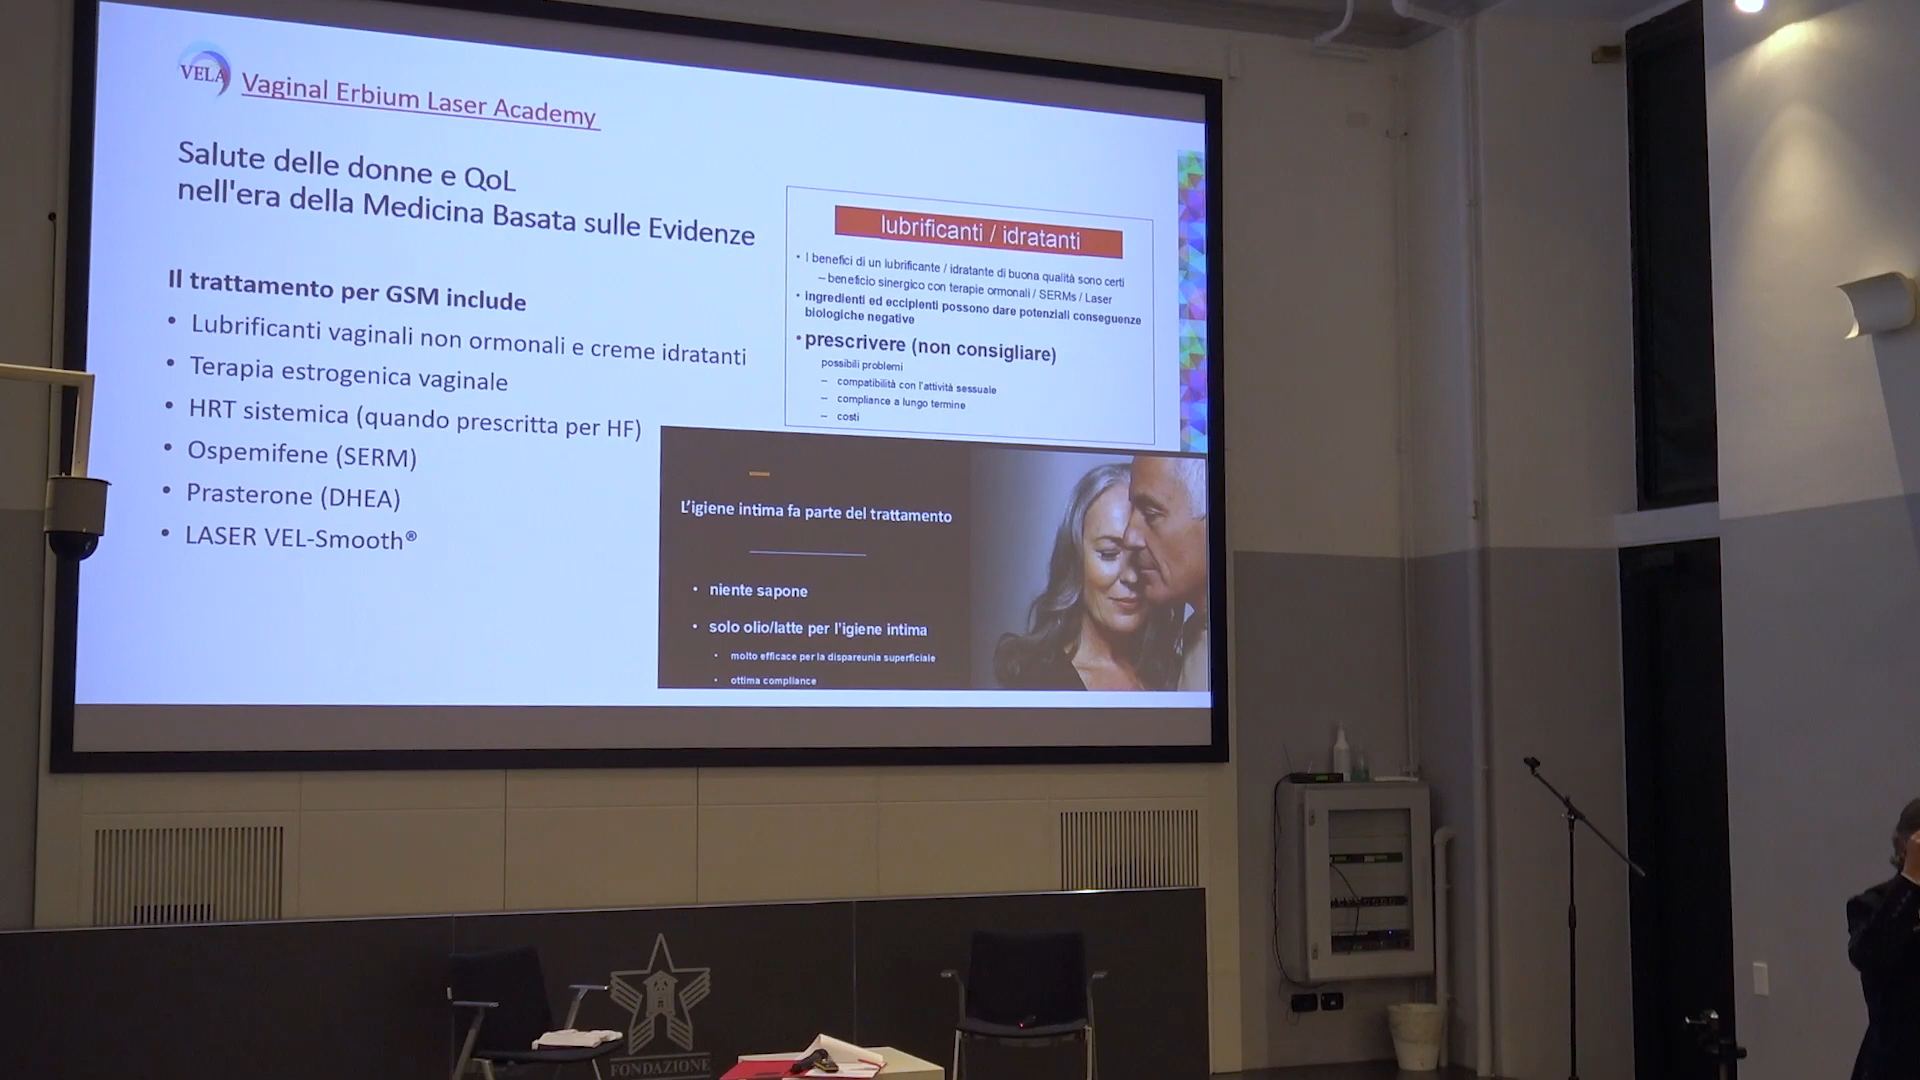 VELA
Vaginal Erbium Laser Academy
Salute delle donne e QoL
nell'era della Medicina Basata sulle Evidenze
Il trattamento per GSM include
• Lubrificanti vaginali non ormonali e creme idratanti
• Terapia estrogenica vaginale
• HRT sistemica (quando prescritta per HF)
• Ospemifene (SERM)
• Prasterone (DHEA)
• LASER VEL-Smooth®
lubrificanti / idratanti
• I benefici di un lubrificante / idratante di buona qualità sono certi
– beneficio sinergico con terapie ormonali / SERMs / Laser
• Ingredienti ed eccipienti possono dare potenziali conseguenze
biologiche negative
• prescrivere (non consigliare)
possibili problemi
– compatibilità con l'attività sessuale
– compliance a lungo termine
– costi
L'igiene intima fa parte del trattamento
• niente sapone
• solo olio/latte per l'igiene intima
• molto efficace per la dispareunia superficiale
• ottima compliance
FONDAZIONE